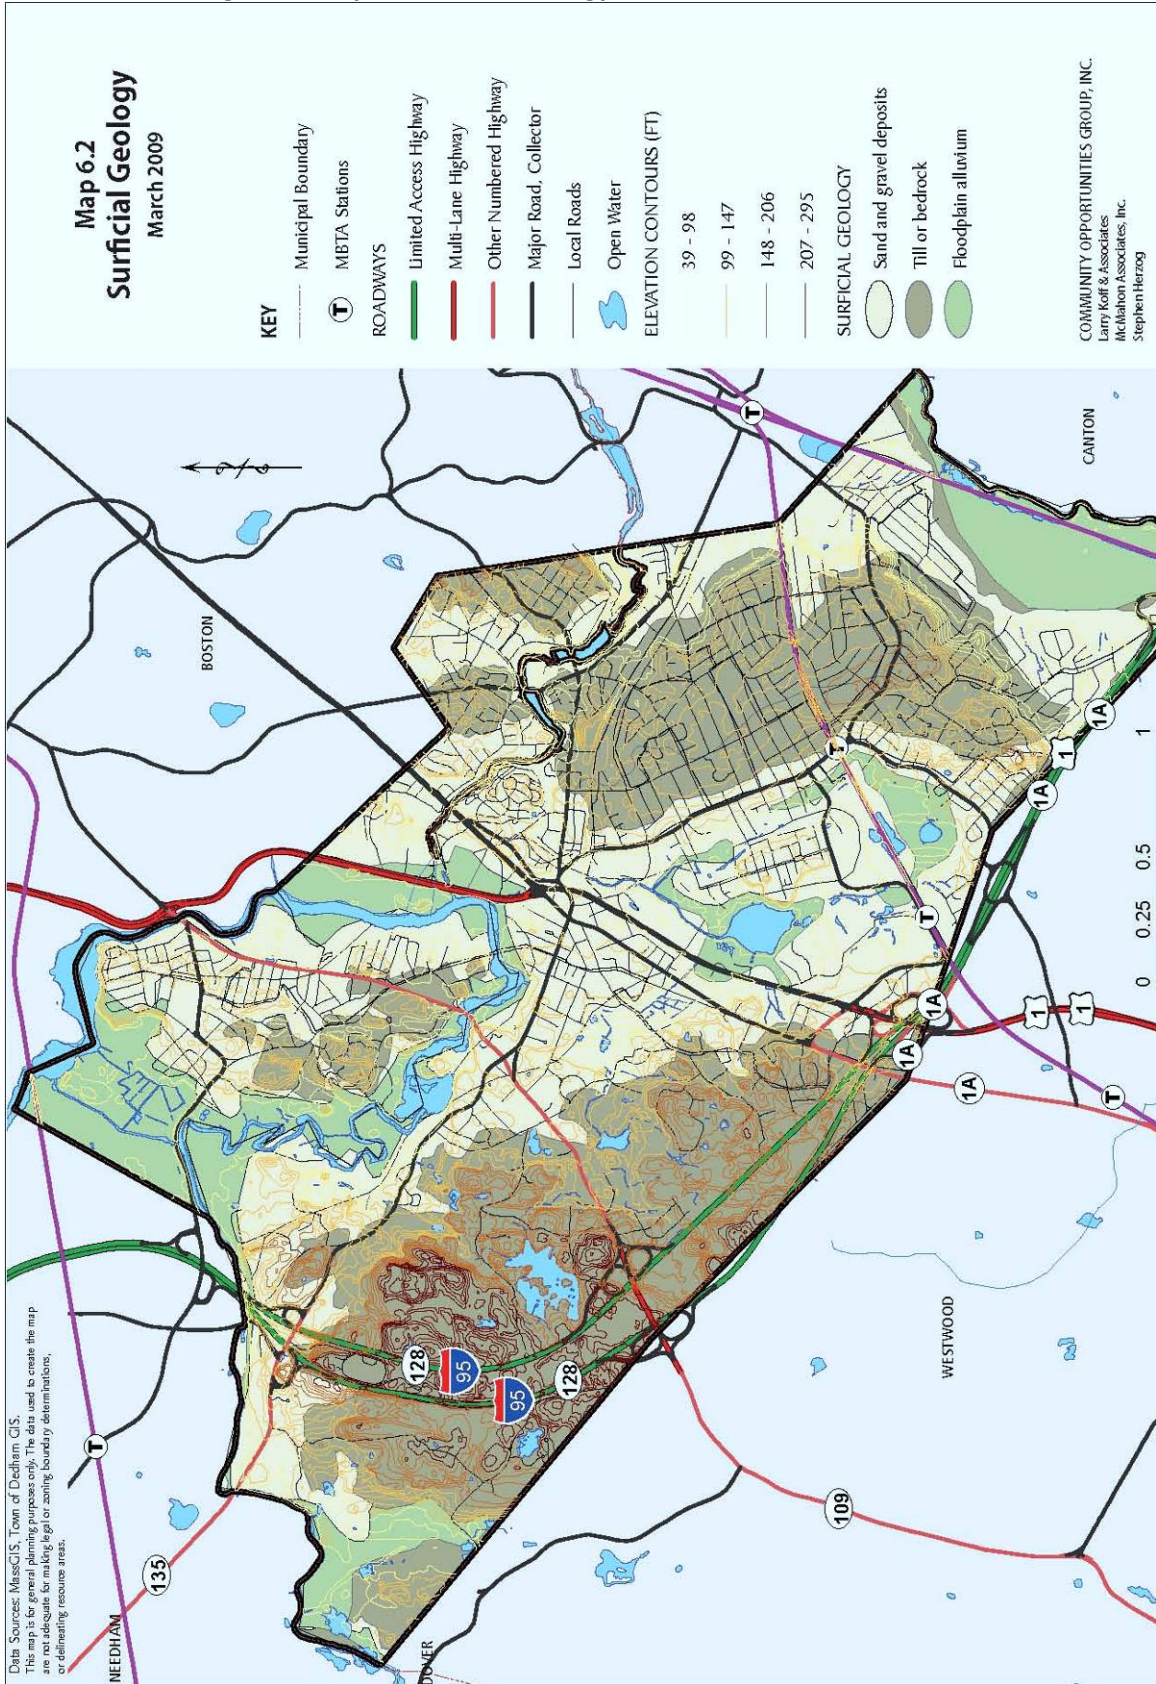 Map 6.2
Surficial Geology
March 2009
KEY
Municipal Boundary
T
MBTA Stations
ROADWAYS
Limited Access Highway
Multi-Lane Highway
Other Numbered Highway
Major Road, Collector
Local Roads
Open Water
ELEVATION CONTOURS (FT)
39 - 98
99 - 147
148 - 206
207 - 295
SURFICIAL GEOLOGY
Sand and gravel deposits
Till or bedrock
Floodplain alluvium
COMMUNITY OPPORTUNITIES GROUP, INC.
Larry Koff & Associates
McMahon Associates, Inc.
Stephen Herzog
Data Sources: MassGIS, Town of Dedham GIS.
This map is for general planning purposes only. The data used to create the map
are not adequate for making legal or zoning boundary determinations,
or delineating resource areas.
NEEDHAM
135
T
BOSTON
T
CANTON
DOVER
128
95
95
128
109
WESTWOOD
1A
1A
1A
1
1
T
T
T
1A
1
1A
0
0.25
0.5
1